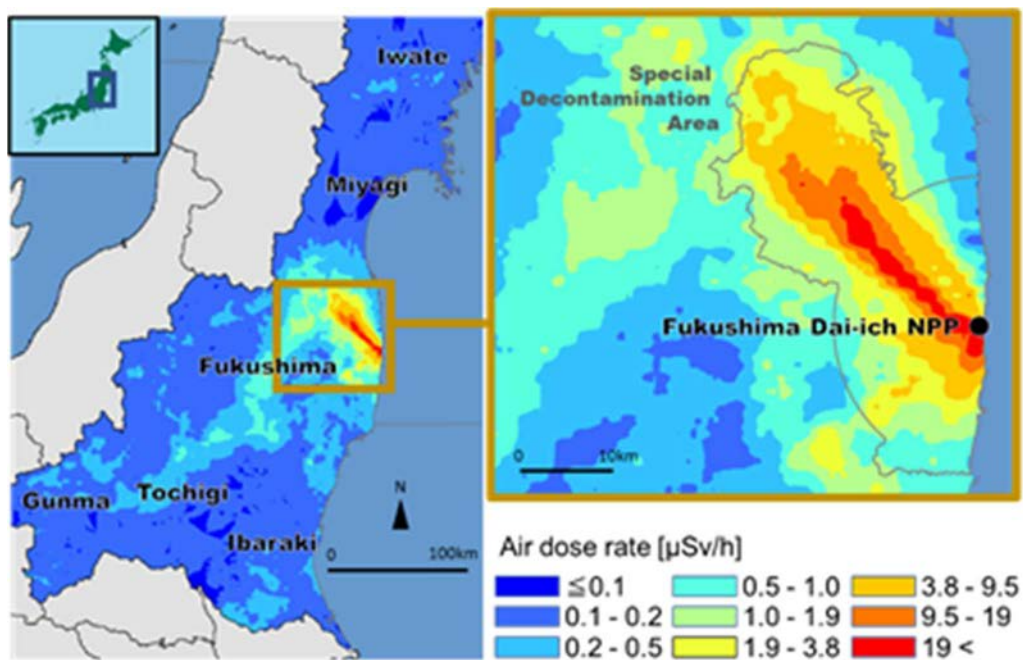 Iwate
Miyagi
Fukushima
Gunma
Tochigi
Ibaraki
N
0 100km
Special
Decontamination
Area
Fukushima Dai-ich NPP
0 10km
Air dose rate [μSv/h]
≦0.1 0.5 - 1.0 3.8 - 9.5
0.1 - 0.2 1.0 - 1.9 9.5 - 19
0.2 - 0.5 1.9 - 3.8 19 <